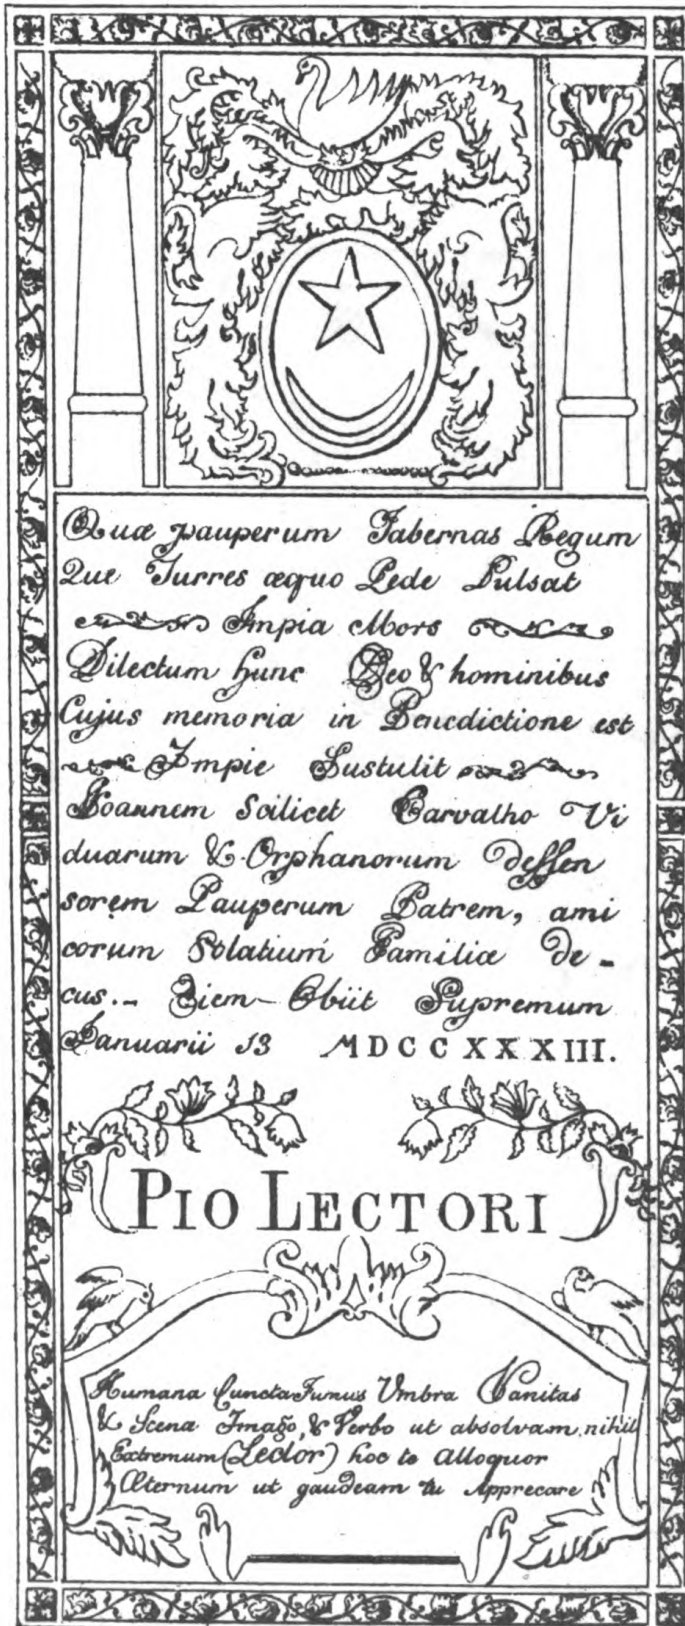 Quæ pauperum Tabernas Regum
Que Turres æquo Pede Pulsat
Impia Mors
Dilectum hunc Deo & hominibus
Cujus memoria in Benedictione est
Impie Sustulit
Joannem Scilicet Carvalho Vi
duarum & Orphanorum Deffen
sorem Pauperum Patrem, ami
corum Solatium Familiæ De-
cus.- Diem Obiit Supremum
Januarii 13 MDCCXXXIII.
PIO LECTORI
Humana Cuncta Fumus Umbra Vanitas
& Scena Imago, & Verbo ut absolvam nihil
Extremum (Lector) hoc te Alloquor
Æternum ut gaudeam tu Apprecare